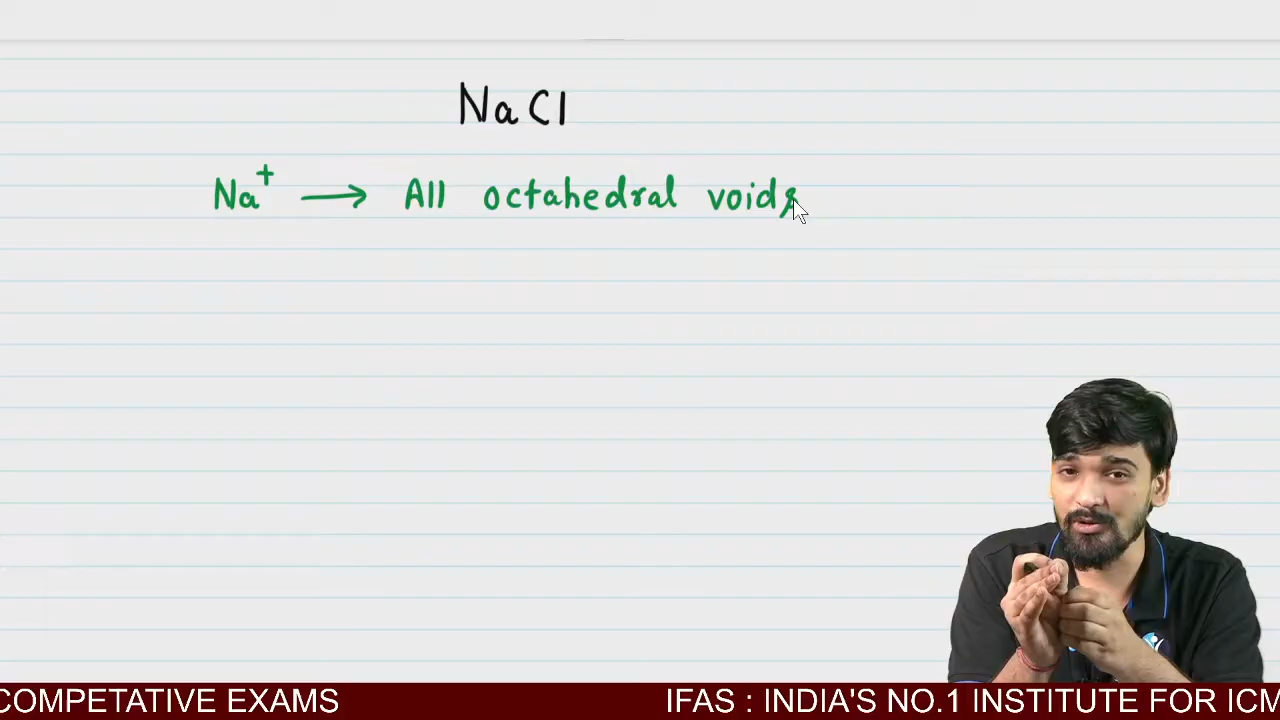 NaCl
Na⁺ → All octahedral voids
COMPETATIVE EXAMS IFAS : INDIA'S NO.1 INSTITUTE FOR ICM